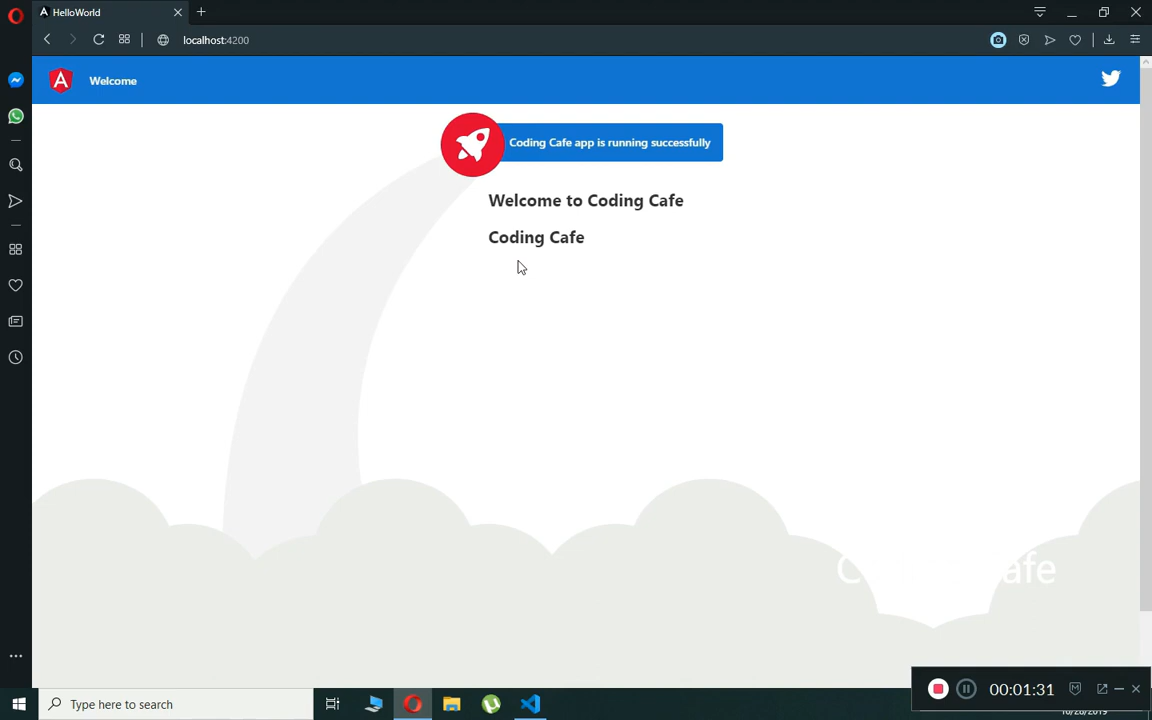 HelloWorld
localhost:4200
Welcome
Coding Cafe app is running successfully
Welcome to Coding Cafe
Coding Cafe
00:01:31
Type here to search